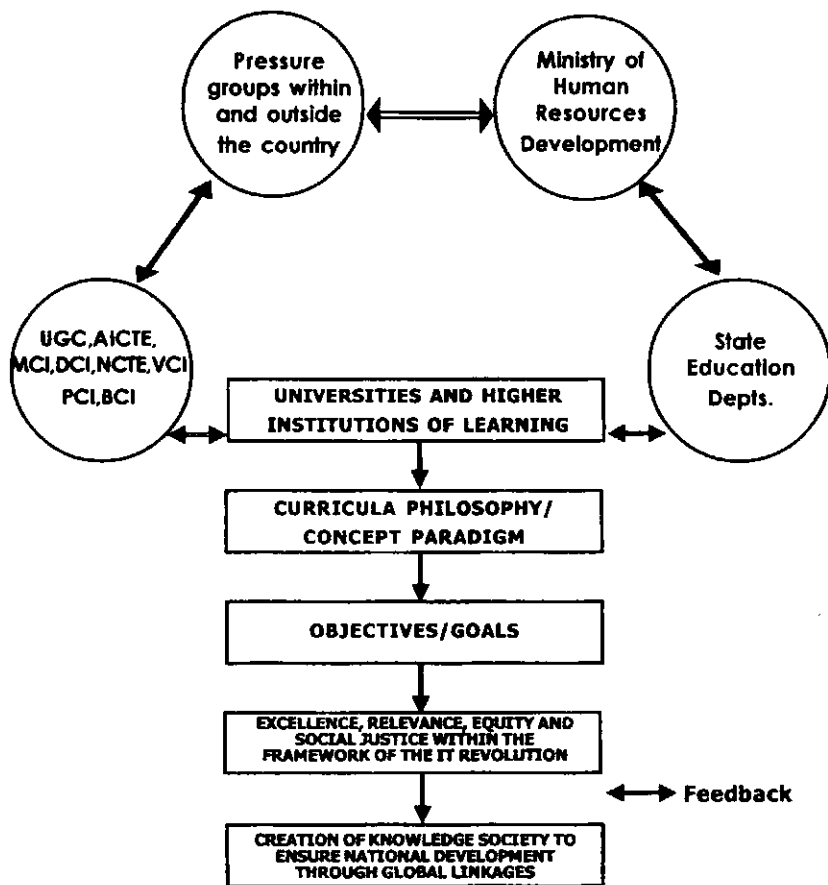 Pressure
groups within
and outside
the country
Ministry of
Human
Resources
Development
UGC,AICTE,
MCI,DCI,NCTE,VCI
PCI,BCI
State
Education
Depts.
UNIVERSITIES AND HIGHER
INSTITUTIONS OF LEARNING
CURRICULA PHILOSOPHY/
CONCEPT PARADIGM
OBJECTIVES/GOALS
EXCELLENCE, RELEVANCE, EQUITY AND
SOCIAL JUSTICE WITHIN THE
FRAMEWORK OF THE IT REVOLUTION
Feedback
CREATION OF KNOWLEDGE SOCIETY TO
ENSURE NATIONAL DEVELOPMENT
THROUGH GLOBAL LINKAGES